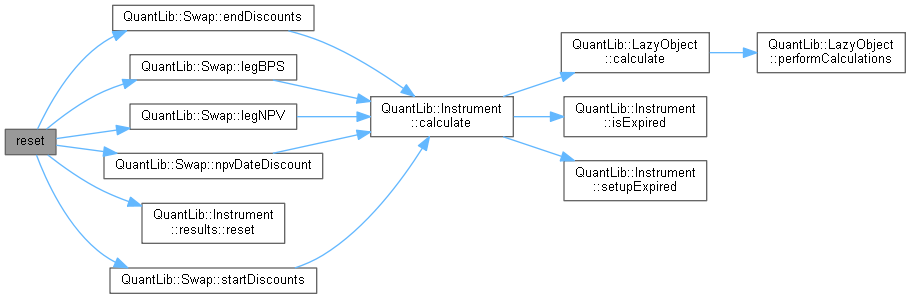 reset
QuantLib::Swap::endDiscounts
QuantLib::Swap::legBPS
QuantLib::Swap::legNPV
QuantLib::Swap::npvDateDiscount
QuantLib::Instrument
::results::reset
QuantLib::Swap::startDiscounts
QuantLib::Instrument
::calculate
QuantLib::LazyObject
::calculate
QuantLib::Instrument
::isExpired
QuantLib::Instrument
::setupExpired
QuantLib::LazyObject
::performCalculations